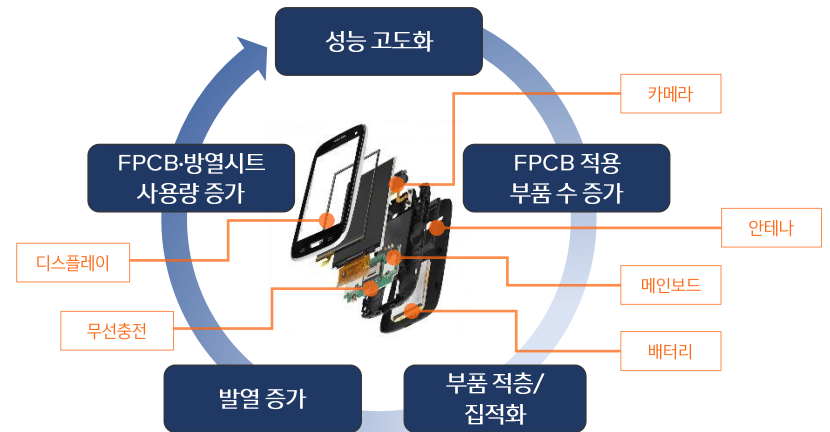 성능 고도화
카메라
FPCB·방열시트
사용량 증가
FPCB 적용
부품 수 증가
안테나
디스플레이
메인보드
무선충전
배터리
발열 증가
부품 적층/
집적화